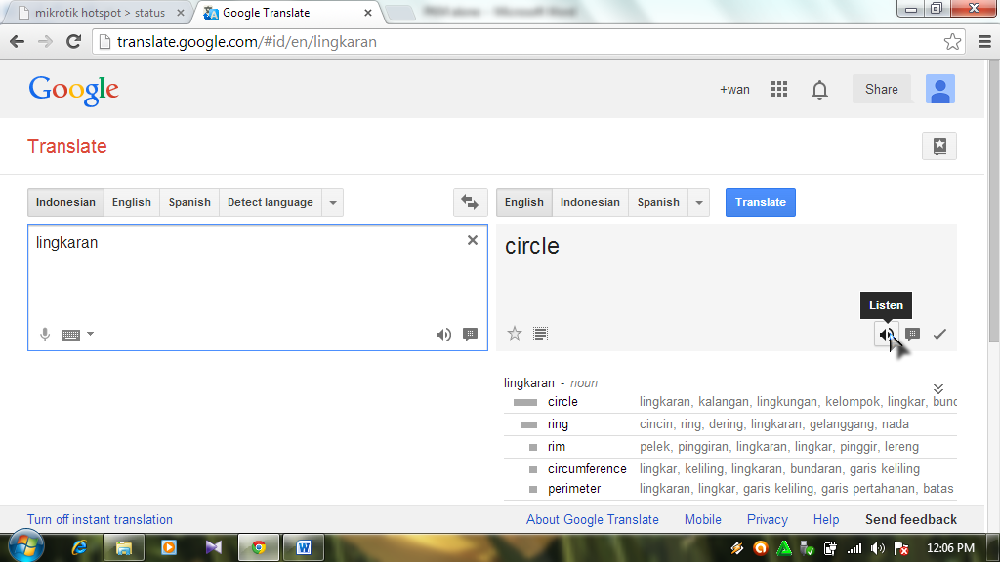 mikrotik hotspot > status
Google Translate
translate.google.com/#id/en/lingkaran
Google
+wan
Share
Translate
Indonesian English Spanish Detect language
English Indonesian Spanish Translate
lingkaran
circle
Listen
lingkaran - noun
circle lingkaran, kalangan, lingkungan, kelompok, lingkar,
ring cincin, ring, dering, lingkaran, gelanggang, nada
rim pelek, pinggiran, lingkaran, lingkar, pinggir, lereng
circumference lingkar, keliling, lingkaran, bundaran, garis keliling
perimeter lingkaran, lingkar, garis keliling, garis pertahanan, batas
Turn off instant translation
About Google Translate Mobile Privacy Help Send feedback
12:06 PM